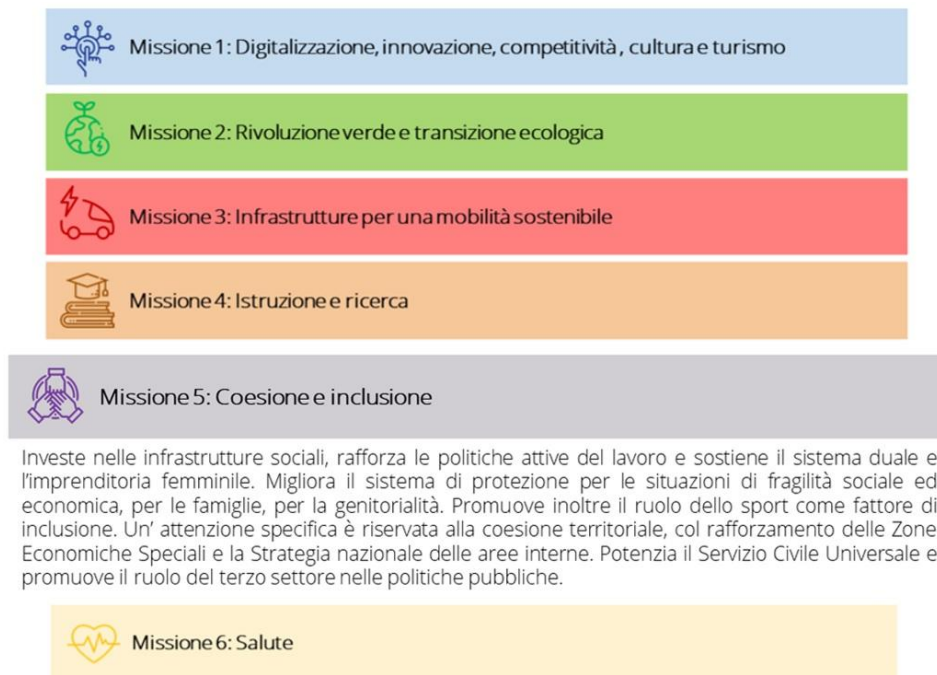 Missione 1: Digitalizzazione, innovazione, competitività, cultura e turismo
Missione 2: Rivoluzione verde e transizione ecologica
Missione 3: Infrastrutture per una mobilità sostenibile
Missione 4: Istruzione e ricerca
Missione 5: Coesione e inclusione
Investe nelle infrastrutture sociali, rafforza le politiche attive del lavoro e sostiene il sistema duale e
l'imprenditoria femminile. Migliora il sistema di protezione per le situazioni di fragilità sociale ed
economica, per le famiglie, per la genitorialità. Promuove inoltre il ruolo dello sport come fattore di
inclusione. Un' attenzione specifica è riservata alla coesione territoriale, col rafforzamento delle Zone
Economiche Speciali e la Strategia nazionale delle aree interne. Potenzia il Servizio Civile Universale e
promuove il ruolo del terzo settore nelle politiche pubbliche.
Missione 6: Salute